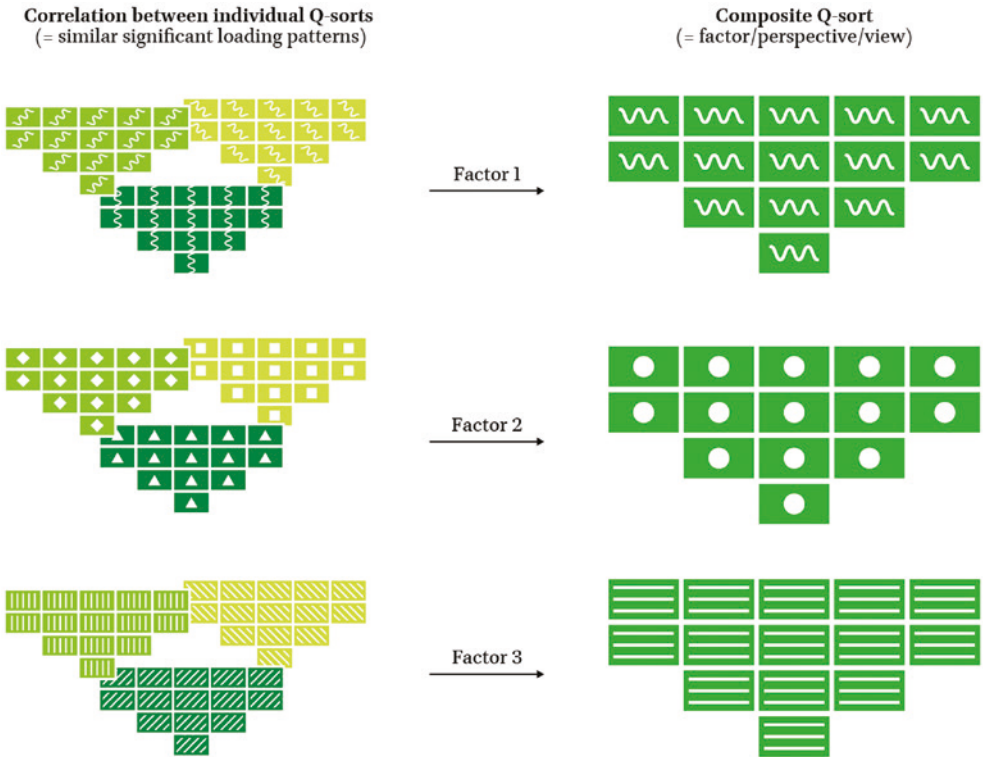 Correlation between individual Q-sorts
(= similar significant loading patterns)
Composite Q-sort
(= factor/perspective/view)
Factor 1
Factor 2
Factor 3